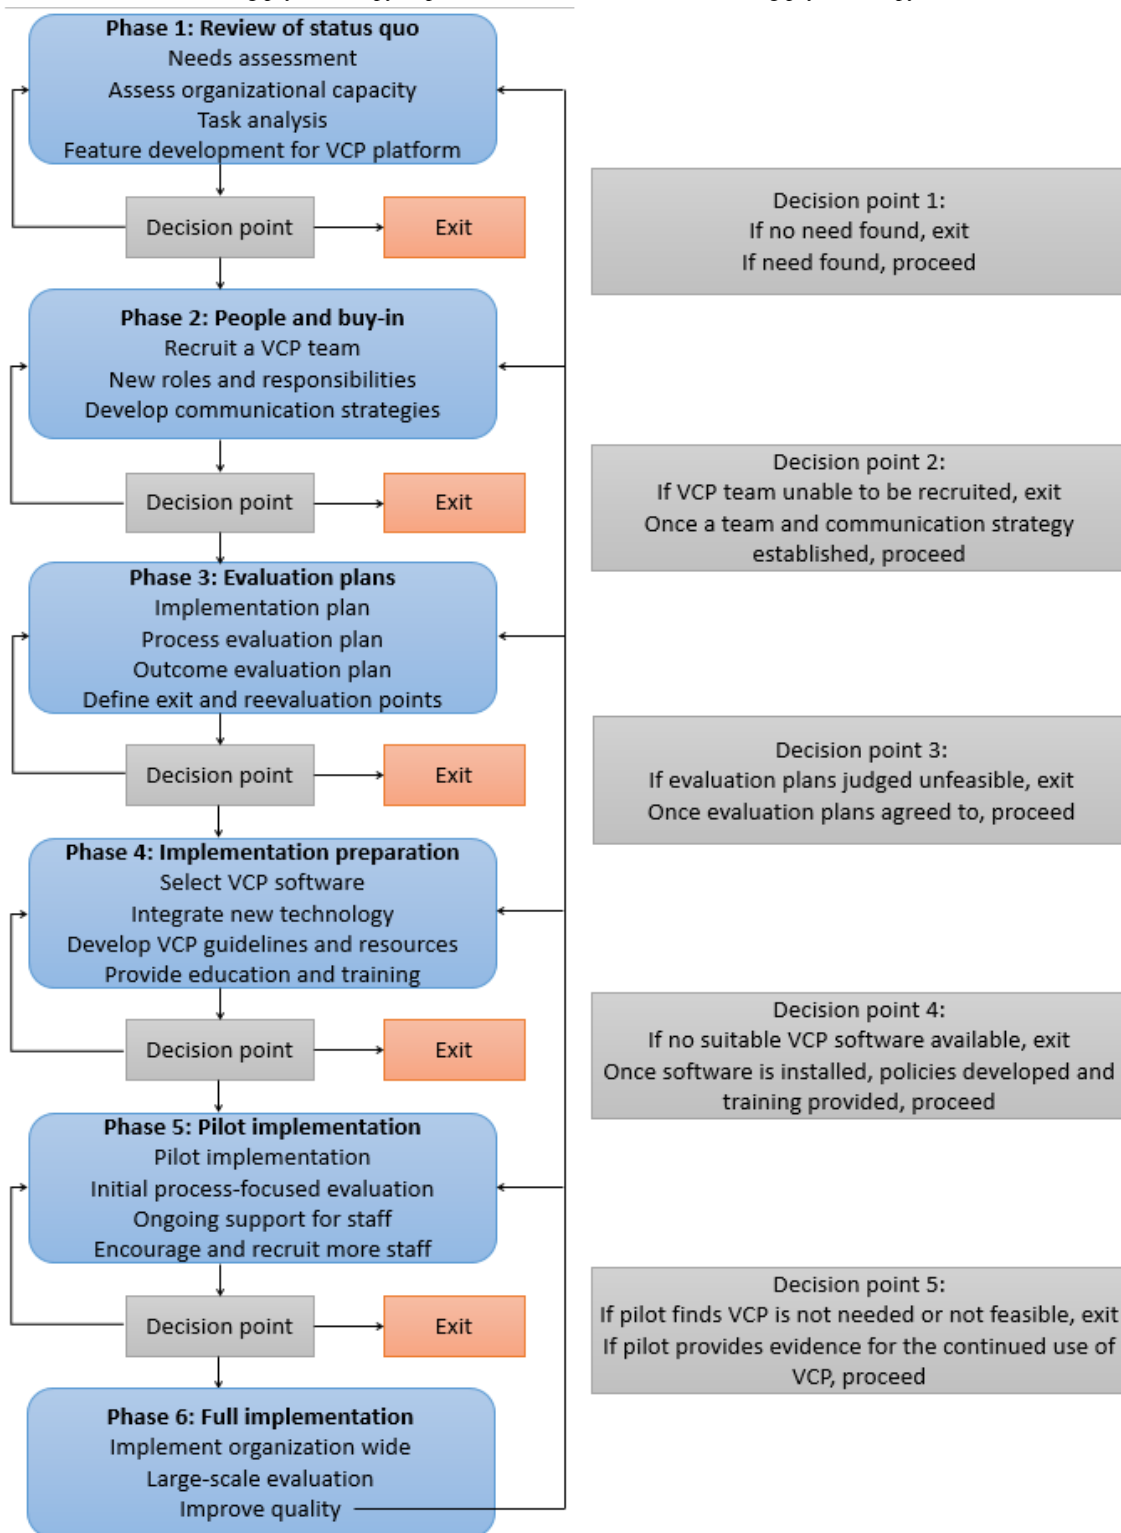 Phase 1: Review of status quo
Needs assessment
Assess organizational capacity
Task analysis
Feature development for VCP platform
Decision point
Exit
Decision point 1:
If no need found, exit
If need found, proceed
Phase 2: People and buy-in
Recruit a VCP team
New roles and responsibilities
Develop communication strategies
Decision point
Exit
Decision point 2:
If VCP team unable to be recruited, exit
Once a team and communication strategy
established, proceed
Phase 3: Evaluation plans
Implementation plan
Process evaluation plan
Outcome evaluation plan
Define exit and reevaluation points
Decision point
Exit
Decision point 3:
If evaluation plans judged unfeasible, exit
Once evaluation plans agreed to, proceed
Phase 4: Implementation preparation
Select VCP software
Integrate new technology
Develop VCP guidelines and resources
Provide education and training
Decision point
Exit
Decision point 4:
If no suitable VCP software available, exit
Once software is installed, policies developed and
training provided, proceed
Phase 5: Pilot implementation
Pilot implementation
Initial process-focused evaluation
Ongoing support for staff
Encourage and recruit more staff
Decision point
Exit
Decision point 5:
If pilot finds VCP is not needed or not feasible, exit
If pilot provides evidence for the continued use of
VCP, proceed
Phase 6: Full implementation
Implement organization wide
Large-scale evaluation
Improve quality